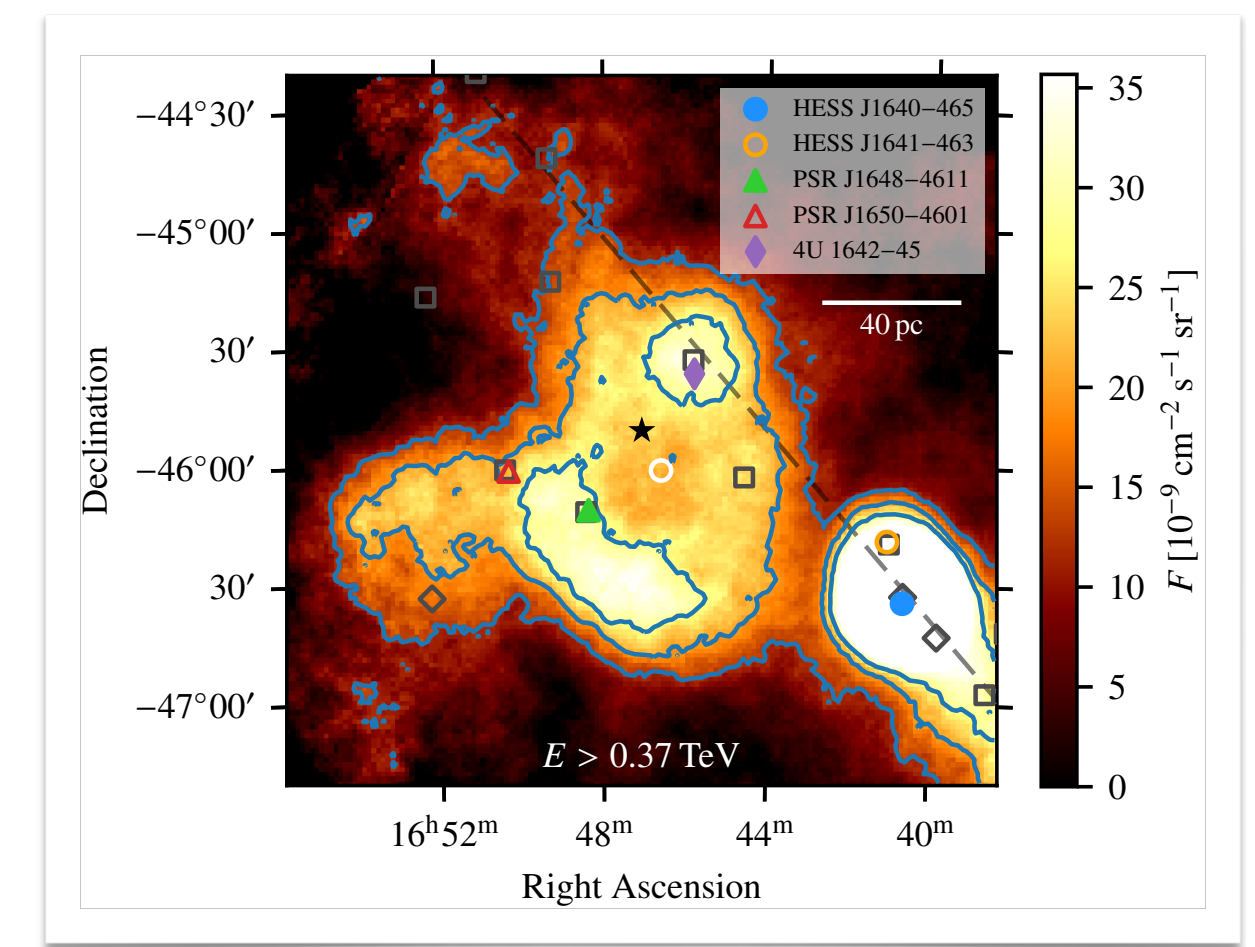 −44°30′
−45°00′
30′
−46°00′
30′
−47°00′
Declination
HESS J1640−465
HESS J1641−463
PSR J1648−4611
PSR J1650−4601
4U 1642−45
40 pc
E > 0.37 TeV
16ʰ52ᵐ 48ᵐ 44ᵐ 40ᵐ
Right Ascension
35
30
25
20
15
10
5
0
F [10⁻⁹ cm⁻² s⁻¹ sr⁻¹]